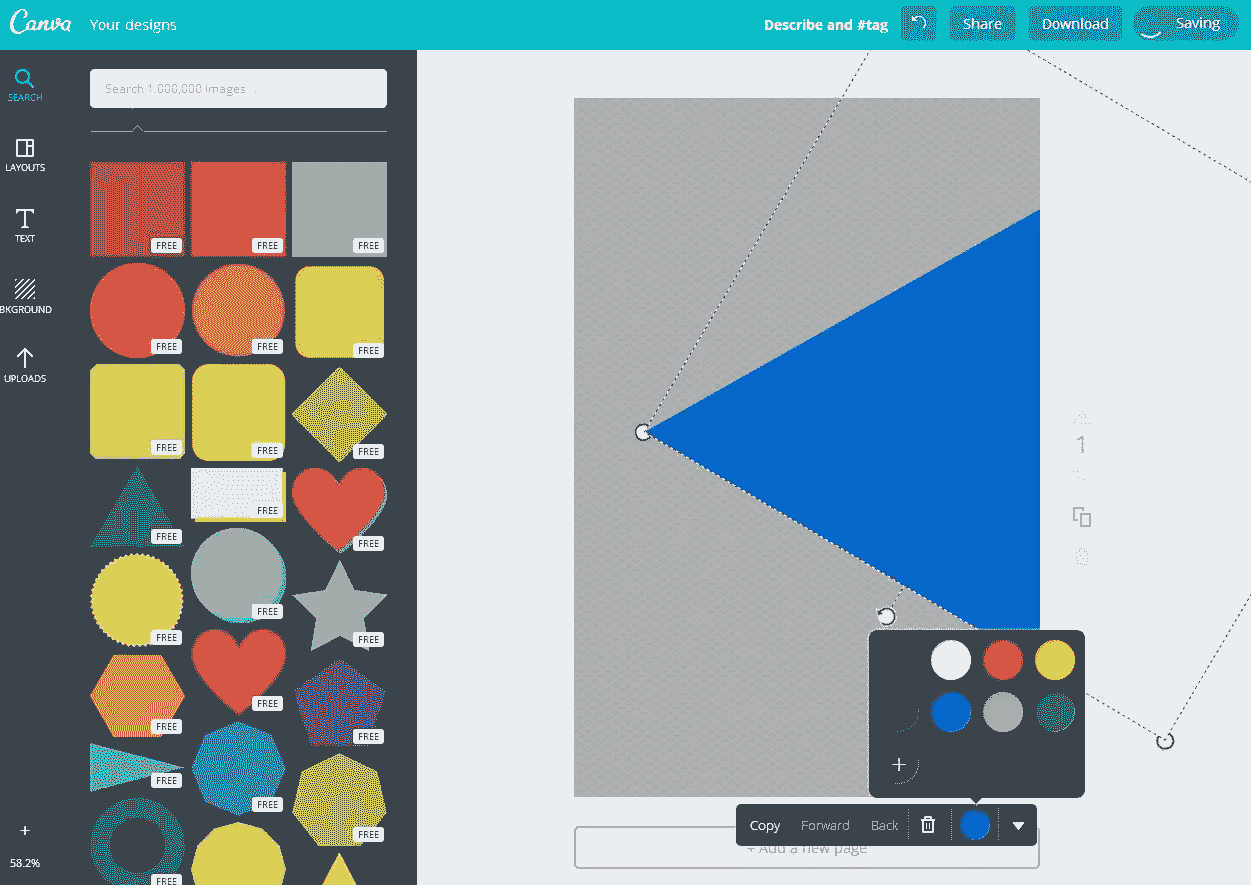 Canva Your designs Describe and #tag Share Download Saving
SEARCH
Search 1,000,000 images ...
LAYOUTS
TEXT
BKGROUND
UPLOADS
FREE FREE FREE
FREE FREE FREE
FREE FREE FREE
FREE FREE FREE
FREE FREE FREE
FREE FREE FREE
FREE FREE FREE
FREE
1
+
58.2%
+
Copy Forward Back
+ Add a new page